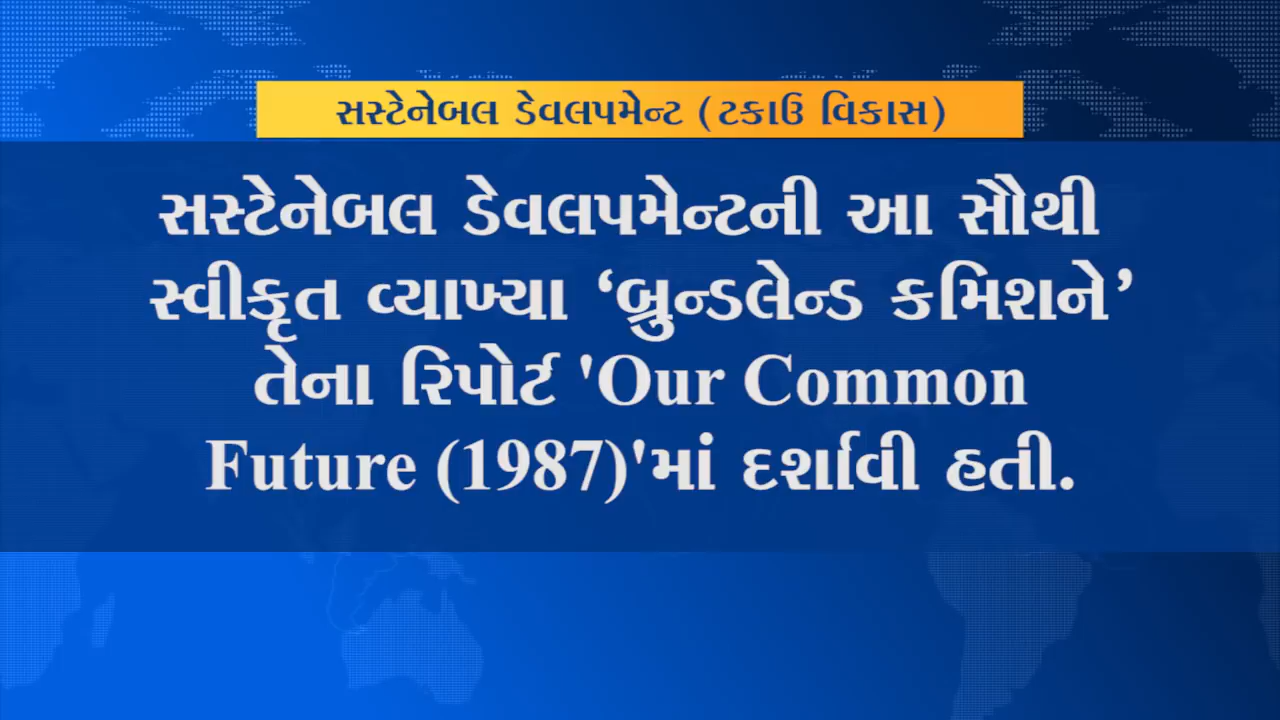 સસ્ટેનેબલ ડેવલપમેન્ટ (ટકાઉ વિકાસ)
સસ્ટેનેબલ ડેવલપમેન્ટની આ સૌથી
સ્વીકૃત વ્યાખ્યા ‘બ્રુન્ડલેન્ડ કમિશને’
તેના રિપોર્ટ 'Our Common
Future (1987)'માં દર્શાવી હતી.